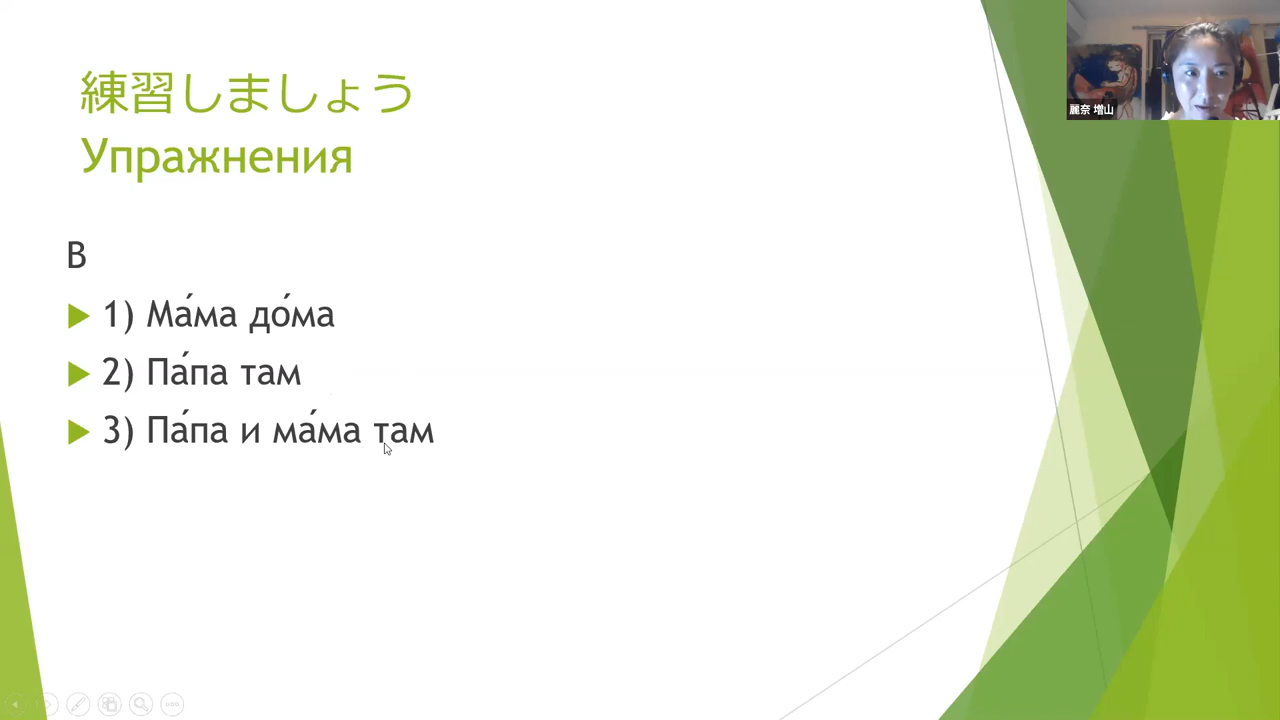 練習しましょう
Упражнения
В
1) Ма́ма до́ма
2) Па́па там
3) Па́па и ма́ма там
麗奈 増山